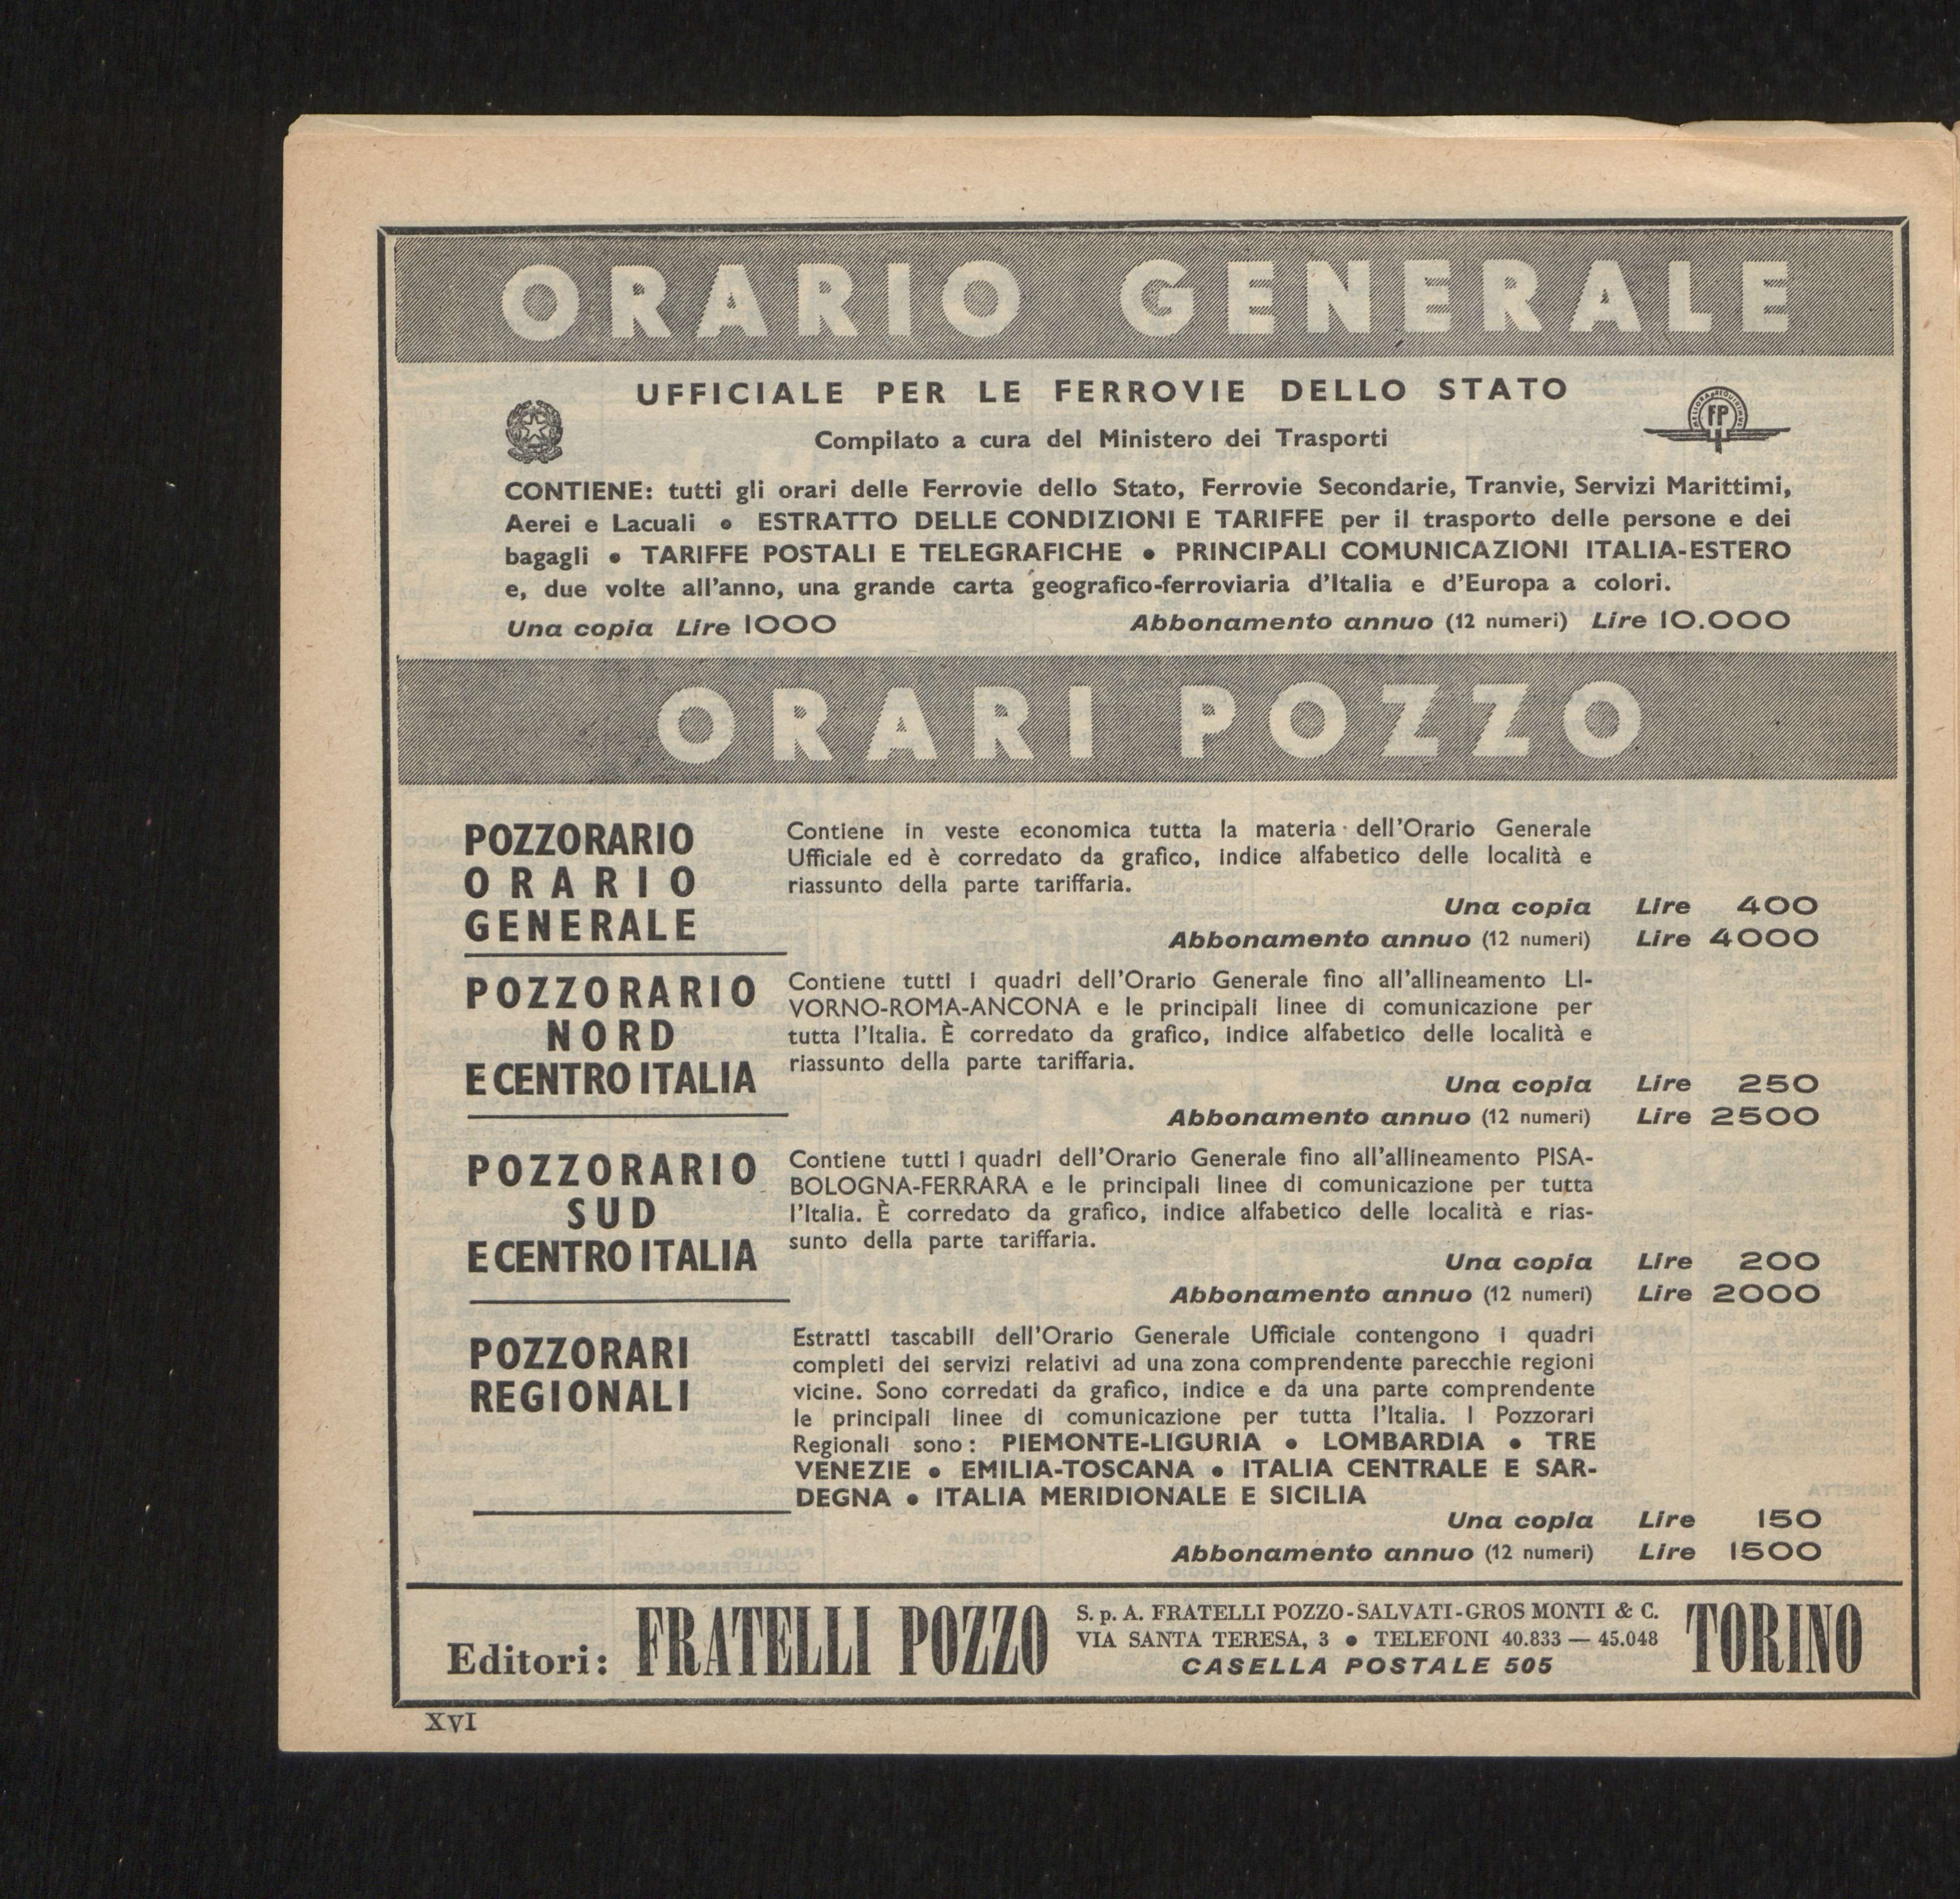 ORARIO GENERALE
UFFICIALE PER LE FERROVIE DELLO STATO
Compilato a cura del Ministero dei Trasporti
FP
CONTIENE: tutti gli orari delle Ferrovie dello Stato, Ferrovie Secondarie, Tranvie, Servizi Marittimi,
Aerei e Lacuali • ESTRATTO DELLE CONDIZIONI E TARIFFE per il trasporto delle persone e dei
bagagli • TARIFFE POSTALI E TELEGRAFICHE • PRINCIPALI COMUNICAZIONI ITALIA-ESTERO
e, due volte all'anno, una grande carta geografico-ferroviaria d'Italia e d'Europa a colori.
Una copia Lire 1000 Abbonamento annuo (12 numeri) Lire 10.000
ORARI POZZO
POZZORARIO
ORARIO
GENERALE
Contiene in veste economica tutta la materia dell'Orario Generale
Ufficiale ed è corredato da grafico, indice alfabetico delle località e
riassunto della parte tariffaria.
Una copia Lire 400
Abbonamento annuo (12 numeri) Lire 4000
POZZORARIO
NORD
E CENTRO ITALIA
Contiene tutti i quadri dell'Orario Generale fino all'allineamento LI-
VORNO-ROMA-ANCONA e le principali linee di comunicazione per
tutta l'Italia. È corredato da grafico, indice alfabetico delle località e
riassunto della parte tariffaria.
Una copia Lire 250
Abbonamento annuo (12 numeri) Lire 2500
POZZORARIO
SUD
E CENTRO ITALIA
Contiene tutti i quadri dell'Orario Generale fino all'allineamento PISA-
BOLOGNA-FERRARA e le principali linee di comunicazione per tutta
l'Italia. È corredato da grafico, indice alfabetico delle località e rias-
sunto della parte tariffaria.
Una copia Lire 200
Abbonamento annuo (12 numeri) Lire 2000
POZZORARI
REGIONALI
Estratti tascabili dell'Orario Generale Ufficiale contengono i quadri
completi dei servizi relativi ad una zona comprendente parecchie regioni
vicine. Sono corredati da grafico, indice e da una parte comprendente
le principali linee di comunicazione per tutta l'Italia. I Pozzorari
Regionali sono: PIEMONTE-LIGURIA • LOMBARDIA • TRE
VENEZIE • EMILIA-TOSCANA • ITALIA CENTRALE E SAR-
DEGNA • ITALIA MERIDIONALE E SICILIA
Una copia Lire 150
Abbonamento annuo (12 numeri) Lire 1500
Editori: FRATELLI POZZO
S. p. A. FRATELLI POZZO-SALVATI-GROS MONTI & C.
VIA SANTA TERESA, 3 • TELEFONI 40.833 — 45.048
CASELLA POSTALE 505
TORINO
XVI